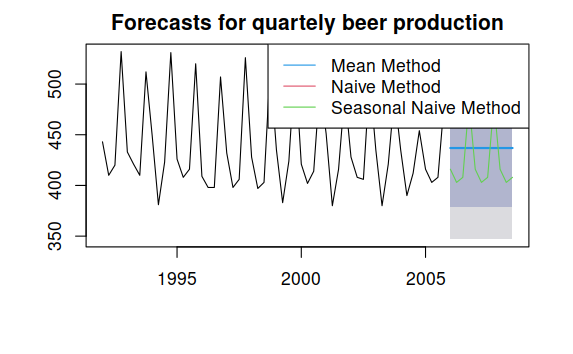 Forecasts for quartely beer production
Mean Method
Naive Method
Seasonal Naive Method
500
450
400
350
1995
2000
2005